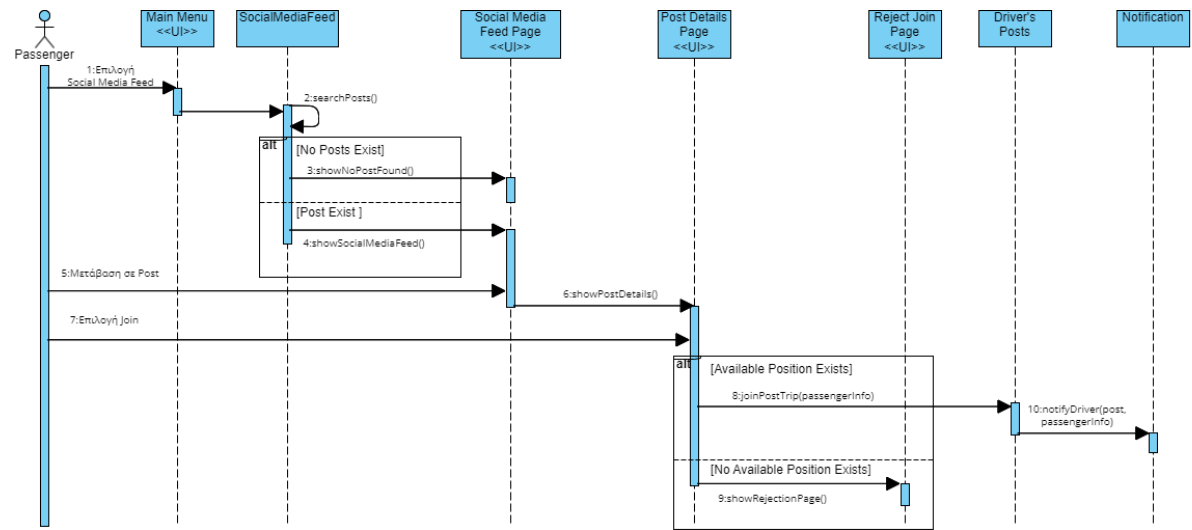 Main Menu
<<UI>>
SocialMediaFeed
Social Media
Feed Page
<<UI>>
Post Details
Page
<<UI>>
Reject Join
Page
<<UI>>
Driver's
Posts
Notification
Passenger
1:Επιλογή
Social Media Feed
2:searchPosts()
alt
[No Posts Exist]
3:showNoPostFound()
[Post Exist ]
4:showSocialMediaFeed()
5:Μετάβαση σε Post
6:showPostDetails()
7:Επιλογή Join
alt
[Available Position Exists]
8:joinPostTrip(passengerInfo)
10:notifyDriver(post,
passengerInfo)
[No Available Position Exists]
9:showRejectionPage()